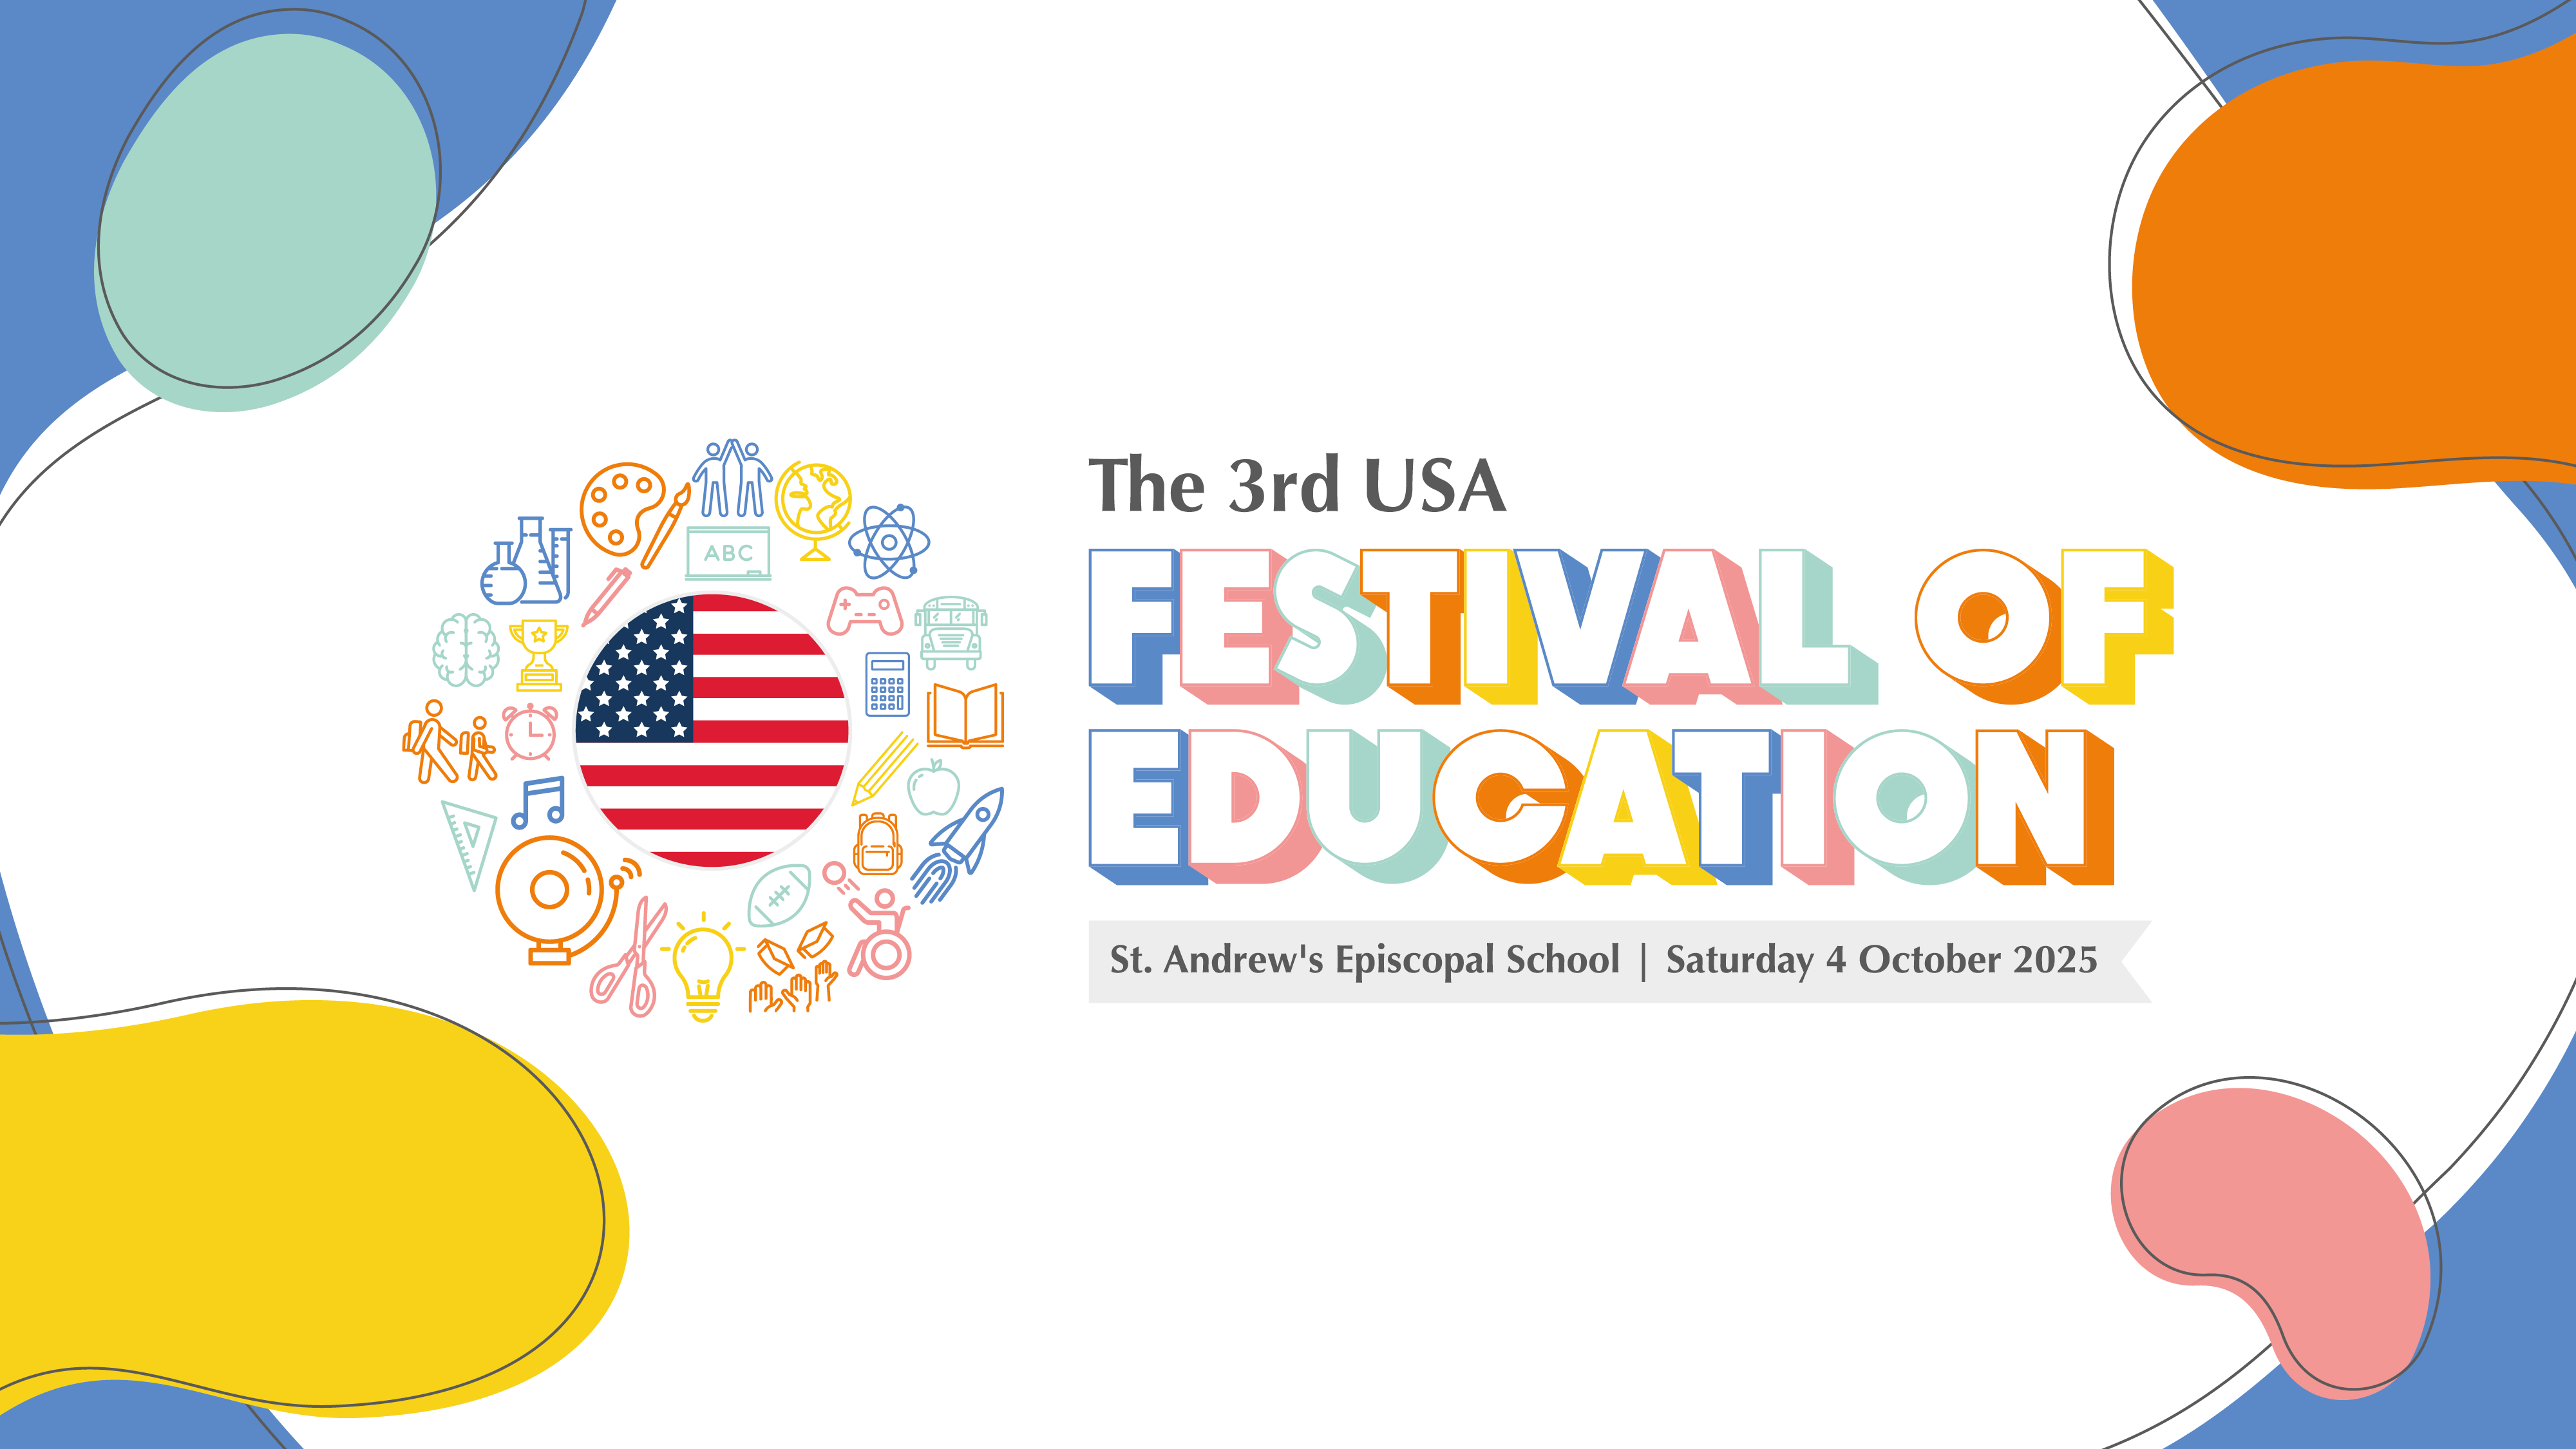 The 3rd USA
FESTIVAL OF
EDUCATION
St. Andrew's Episcopal School | Saturday 4 October 2025
ABC